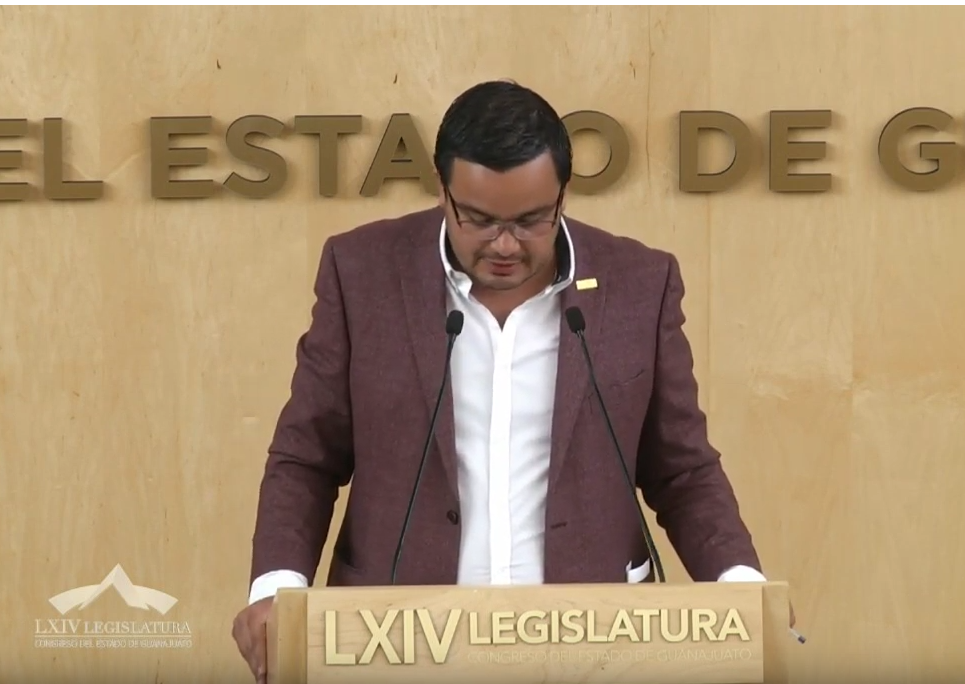 EL ESTADO DE G
LXIV LEGISLATURA
CONGRESO DEL ESTADO DE GUANAJUATO
LXIV LEGISLATURA
CONGRESO DEL ESTADO DE GUANAJUATO